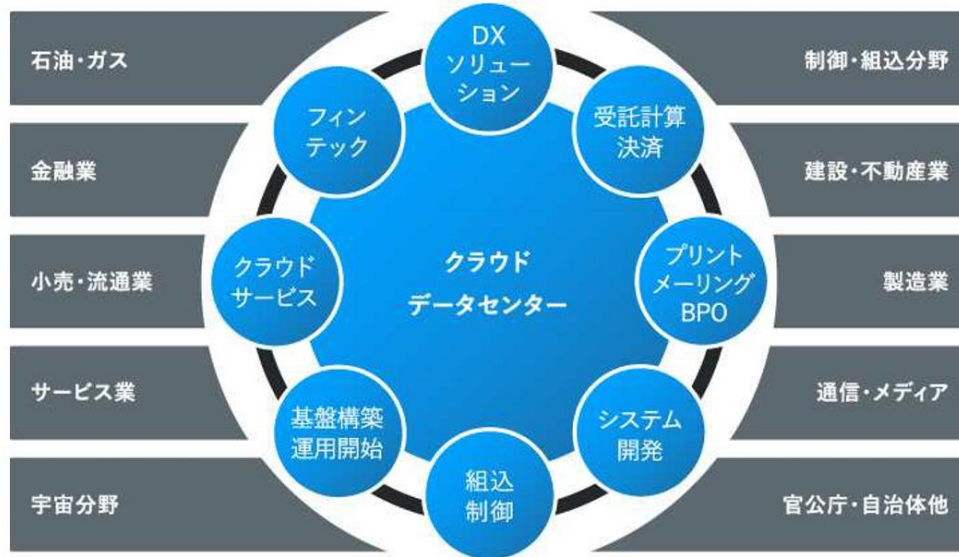 石油・ガス
金融業
小売・流通業
サービス業
宇宙分野
DX
ソリュー
ション
フィン
テック
受託計算
決済
クラウド
サービス
クラウド
データセンター
プリント
メーリング
BPO
基盤構築
運用開始
システム
開発
組込
制御
制御・組込分野
建設・不動産業
製造業
通信・メディア
官公庁・自治体他